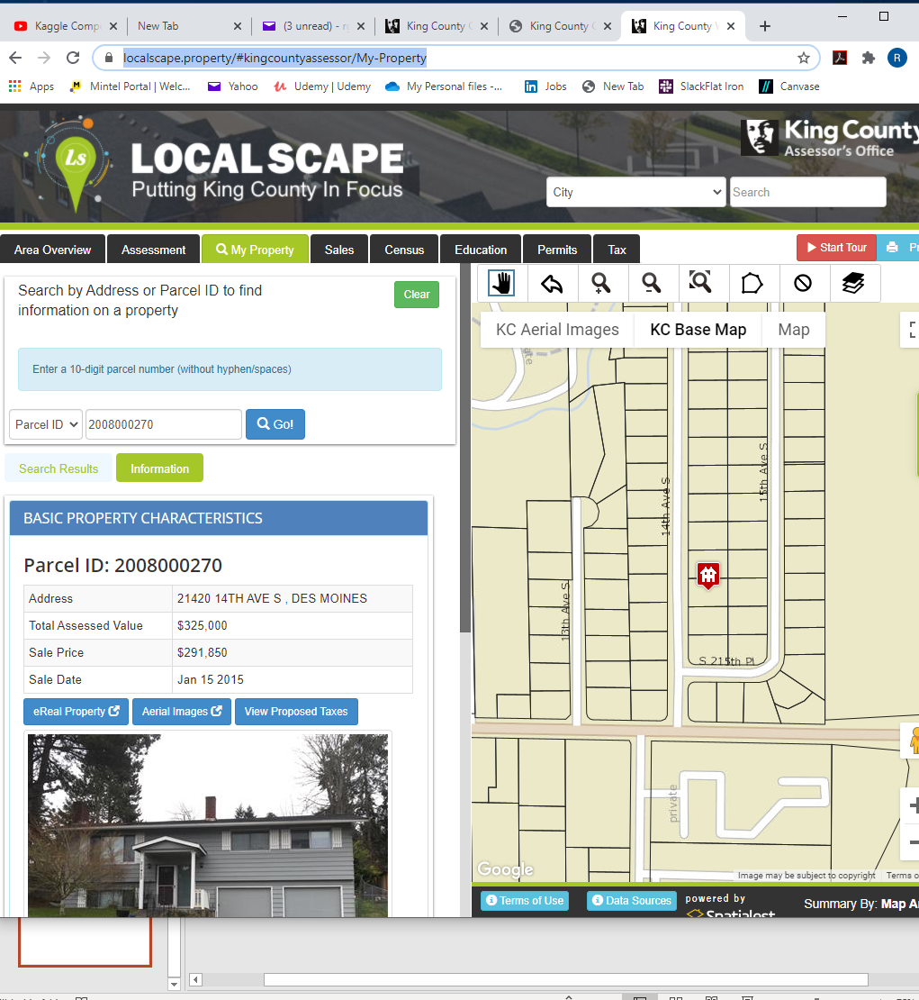 Kaggle Comp
New Tab
(3 unread) - r
King County
King County
King County
localscape.property/#kingcountyassessor/My-Property
R
Apps
Mintel Portal | Welc...
Yahoo
Udemy | Udemy
My Personal files -...
Jobs
New Tab
SlackFlat Iron
Canvase
Ls
LOCALSCAPE
Putting King County In Focus
King County
Assessor's Office
City
Search
Area Overview
Assessment
My Property
Sales
Census
Education
Permits
Tax
Start Tour
Search by Address or Parcel ID to find
information on a property
Clear
Enter a 10-digit parcel number (without hyphen/spaces)
Parcel ID
2008000270
Go!
Search Results
Information
BASIC PROPERTY CHARACTERISTICS
Parcel ID: 2008000270
Address
21420 14TH AVE S , DES MOINES
Total Assessed Value
$325,000
Sale Price
$291,850
Sale Date
Jan 15 2015
eReal Property
Aerial Images
View Proposed Taxes
KC Aerial Images
KC Base Map
Map
15th Ave S
14th Ave S
13th Ave S
S 215th Pl
private
Google
Image may be subject to copyright
Terms o
Terms of Use
Data Sources
powered by
Spatialest
Summary By: Map A